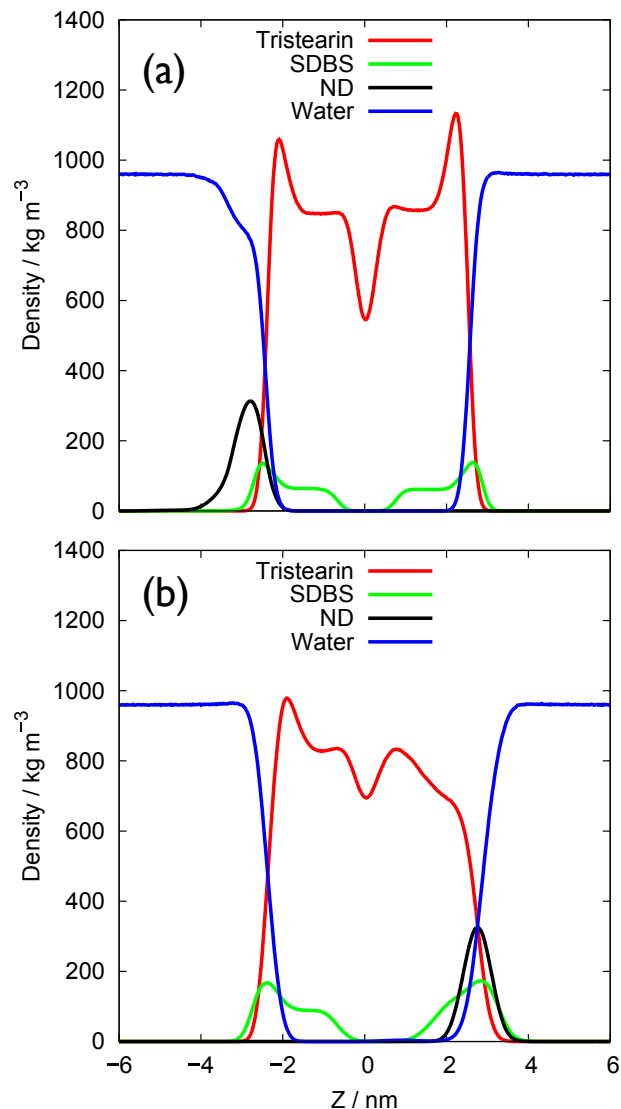 1400
1200
1000
800
600
400
200
0
Density / kg m⁻³
(a)
Tristearin
SDBS
ND
Water
1400
1200
1000
800
600
400
200
0
Density / kg m⁻³
(b)
Tristearin
SDBS
ND
Water
−6 −4 −2 0 2 4 6
Z / nm